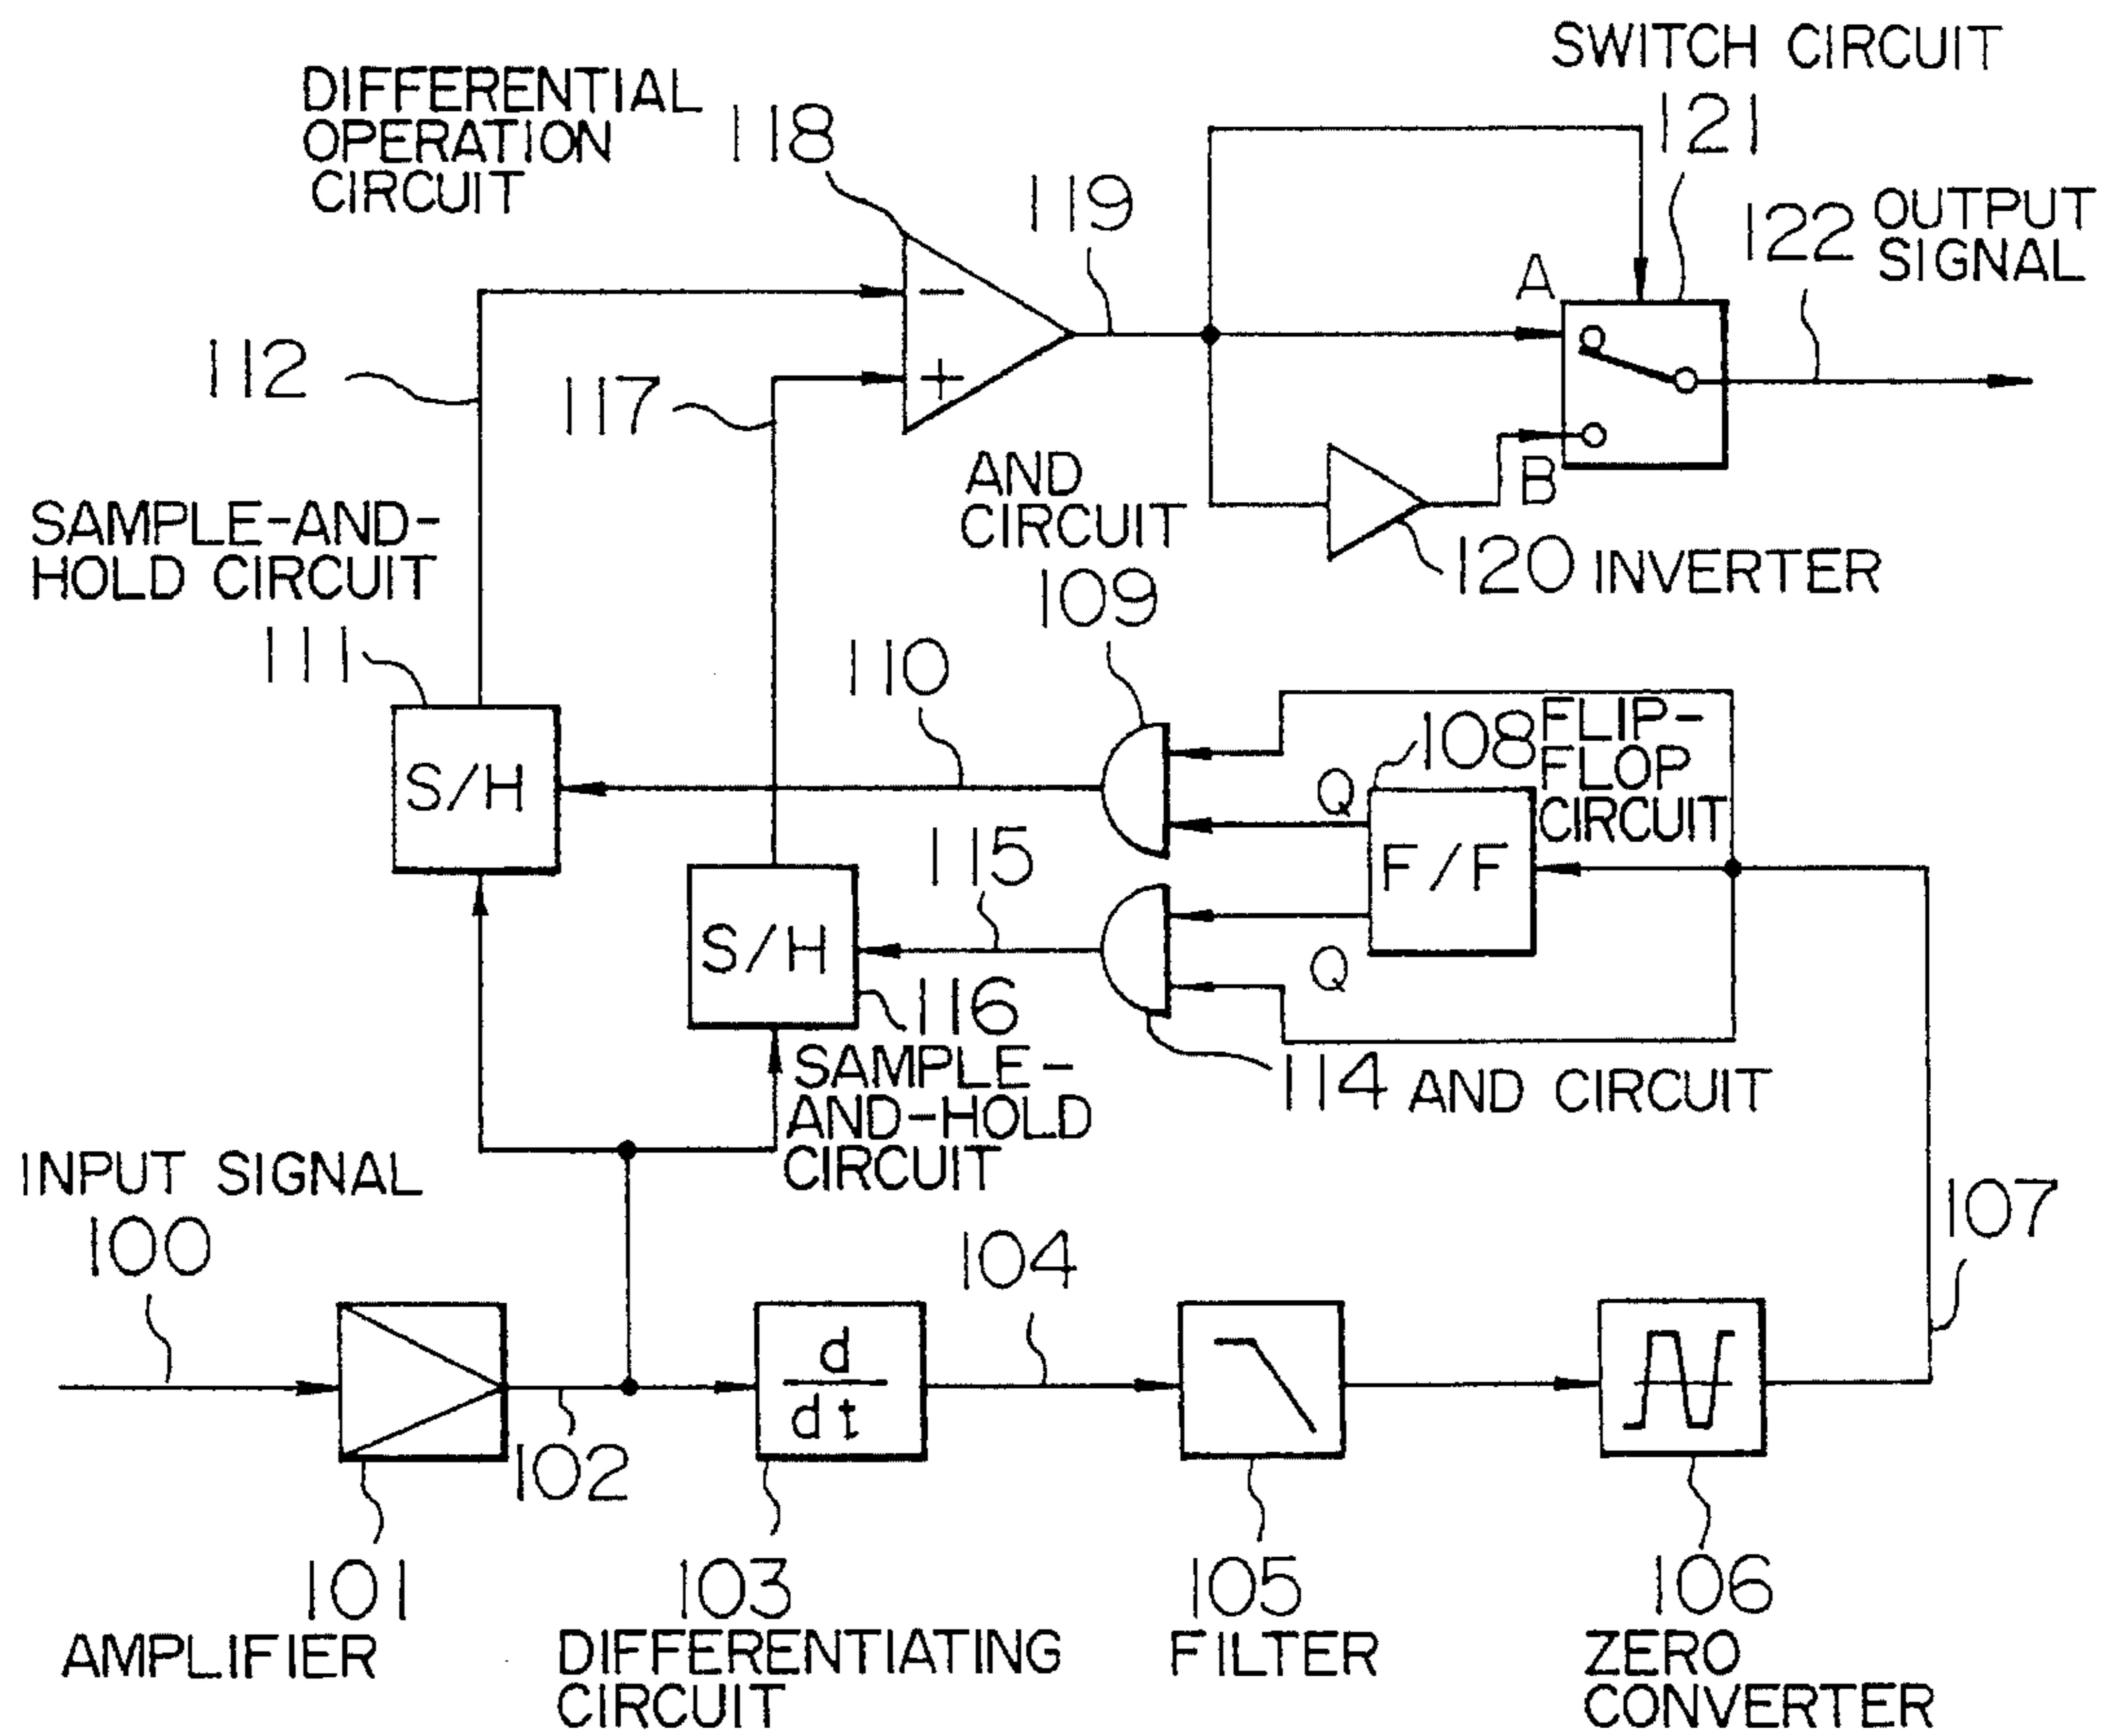 SWITCH CIRCUIT
121
DIFFERENTIAL
OPERATION
CIRCUIT
118
119
122
OUTPUT
SIGNAL
A
−
+
112
117
B
AND
CIRCUIT
109
120 INVERTER
SAMPLE-AND-
HOLD CIRCUIT
111
110
108
FLIP-
FLOP
CIRCUIT
S/H
Q
115
F/F
S/H
Q
116
SAMPLE-
AND-HOLD
CIRCUIT
114 AND CIRCUIT
INPUT SIGNAL
100
104
107
d
dt
102
101
AMPLIFIER
103
DIFFERENTIATING
CIRCUIT
105
FILTER
106
ZERO
CONVERTER